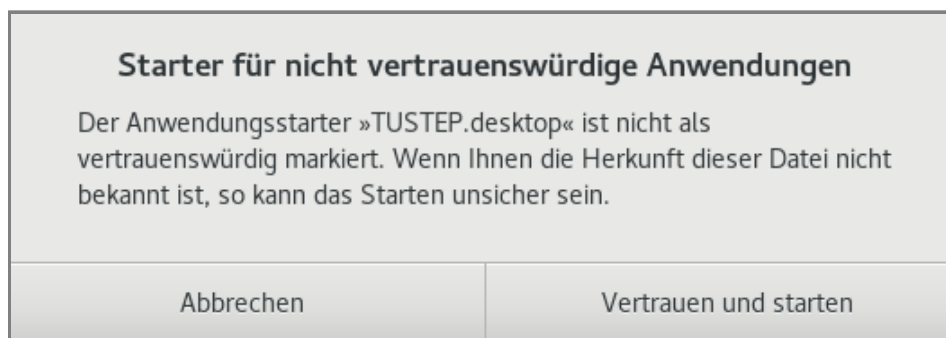 Starter für nicht vertrauenswürdige Anwendungen
Der Anwendungsstarter »TUSTEP.desktop« ist nicht als
vertrauenswürdig markiert. Wenn Ihnen die Herkunft dieser Datei nicht
bekannt ist, so kann das Starten unsicher sein.
Abbrechen
Vertrauen und starten